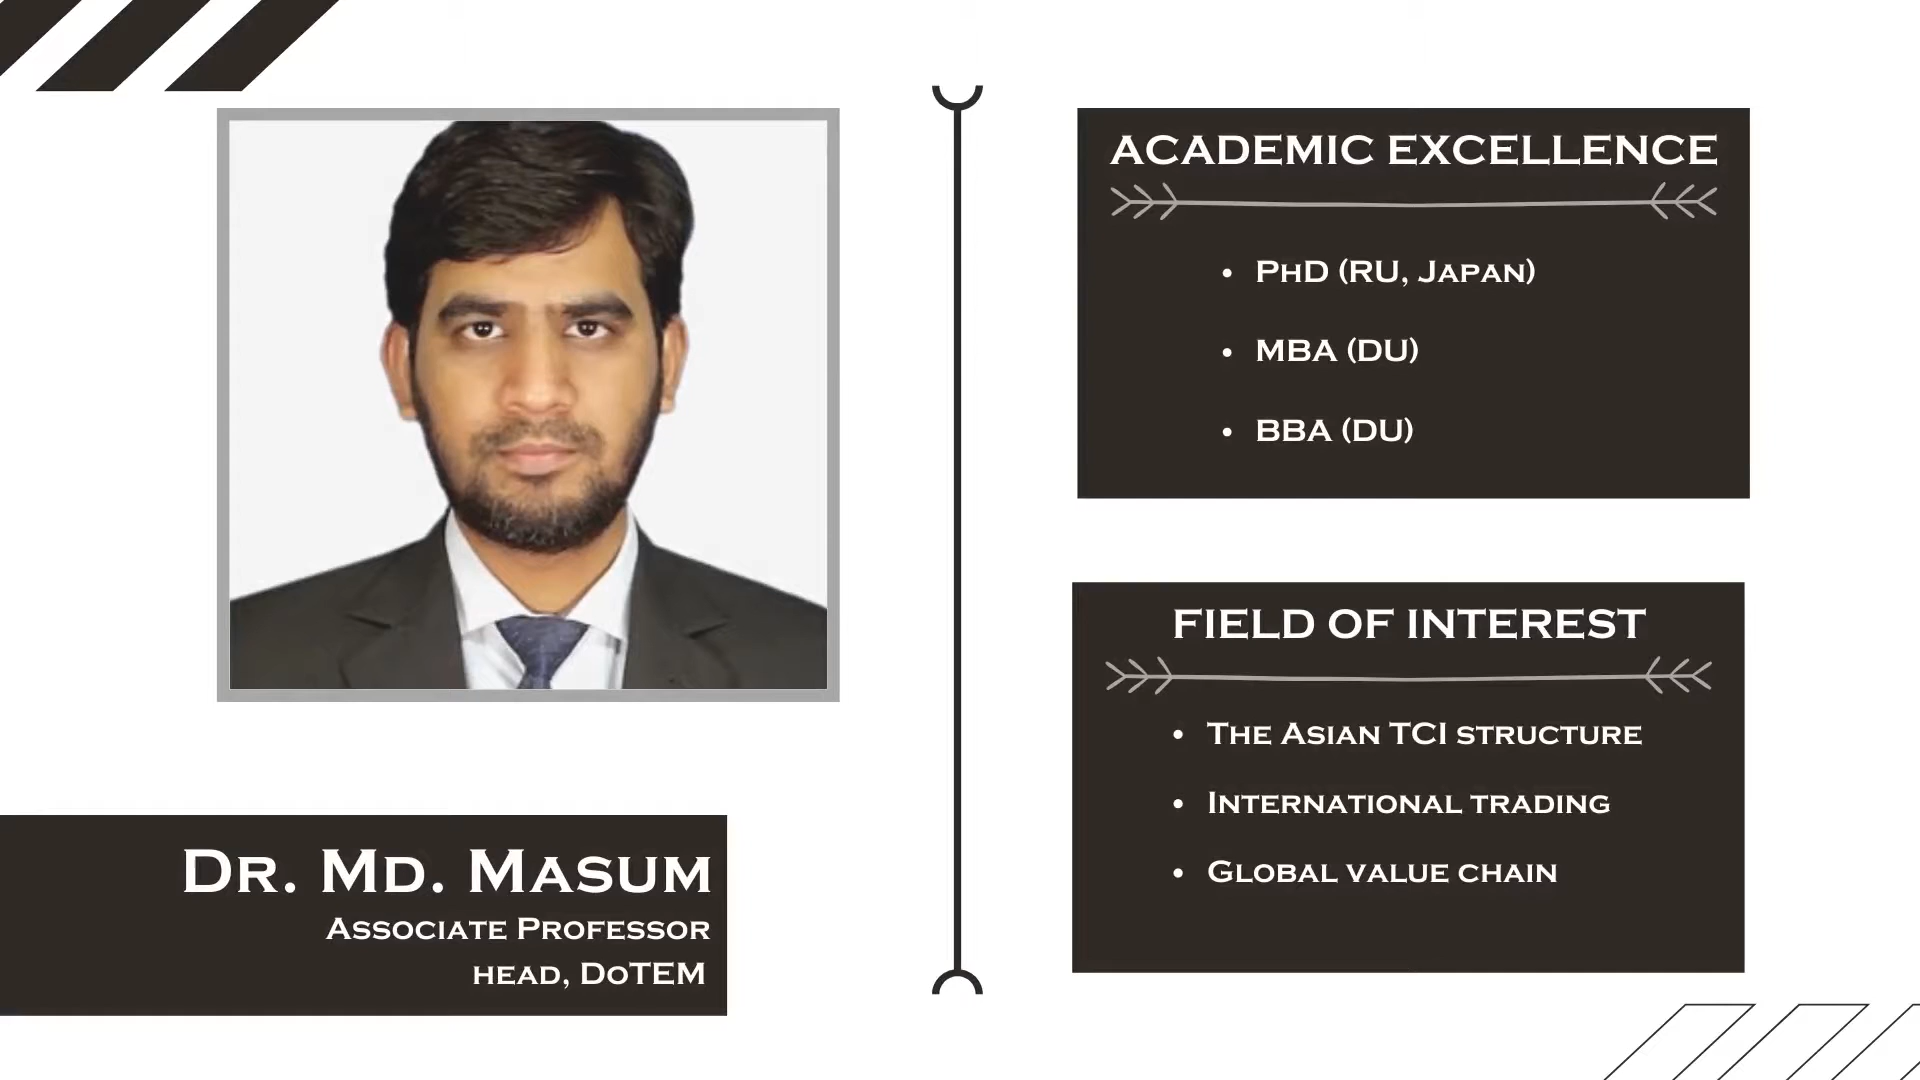 ACADEMIC EXCELLENCE
• PhD (RU, Japan)
• MBA (DU)
• BBA (DU)
FIELD OF INTEREST
• The Asian TCI structure
• International trading
• Global value chain
Dr. Md. Masum
Associate Professor
head, DoTEM